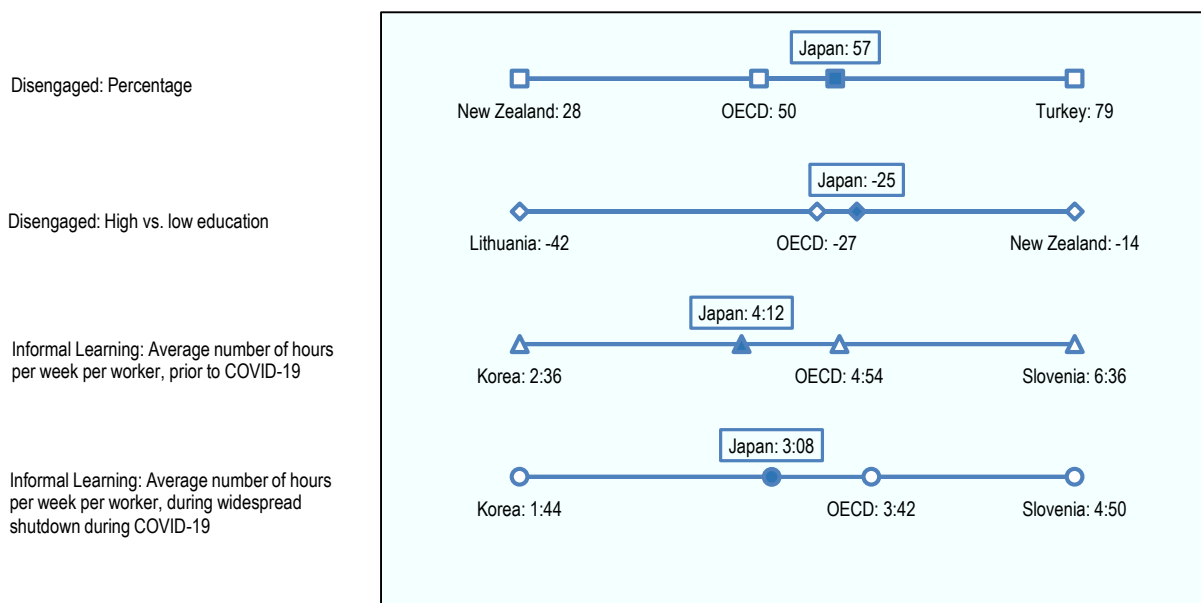 Japan: 57
Disengaged: Percentage
New Zealand: 28
OECD: 50
Turkey: 79
Japan: -25
Disengaged: High vs. low education
Lithuania: -42
OECD: -27
New Zealand: -14
Japan: 4:12
Informal Learning: Average number of hours
per week per worker, prior to COVID-19
Korea: 2:36
OECD: 4:54
Slovenia: 6:36
Japan: 3:08
Informal Learning: Average number of hours
per week per worker, during widespread
shutdown during COVID-19
Korea: 1:44
OECD: 3:42
Slovenia: 4:50